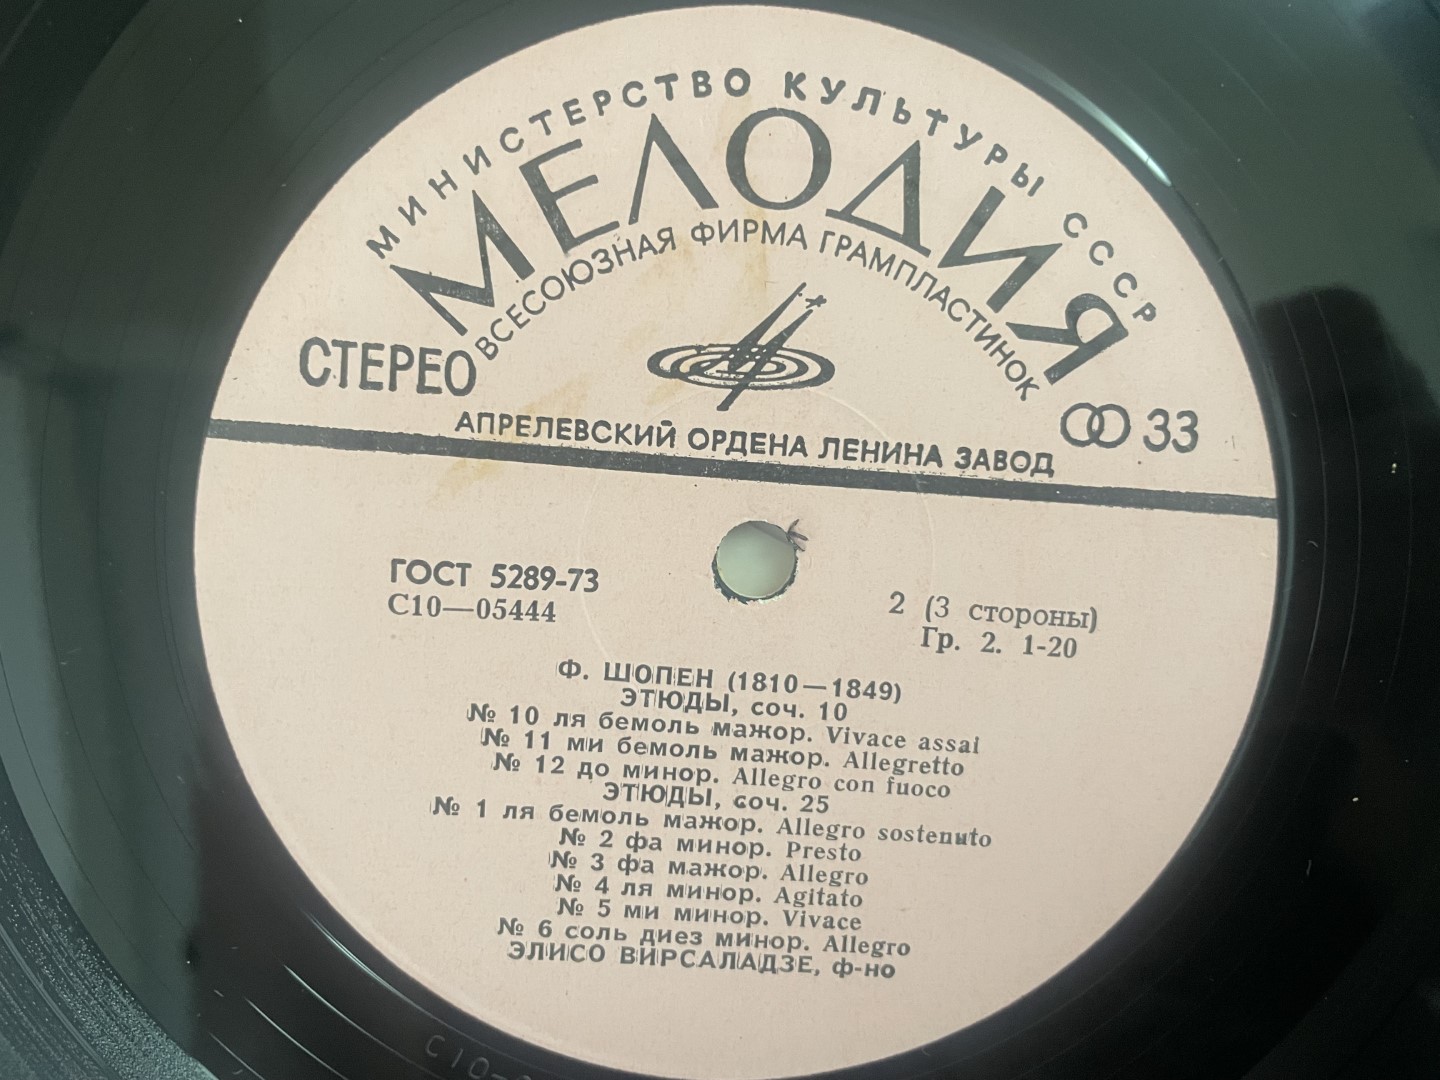 МИНИСТЕРСТВО КУЛЬТУРЫ СССР
МЕЛОДИЯ
ВСЕСОЮЗНАЯ ФИРМА ГРАМПЛАСТИНОК
СТЕРЕО
33
АПРЕЛЕВСКИЙ ОРДЕНА ЛЕНИНА ЗАВОД
ГОСТ 5289-73
С10—05444
2 (3 стороны)
Гр. 2. 1-20
Ф. ШОПЕН (1810—1849)
ЭТЮДЫ, соч. 10
№ 10 ля бемоль мажор. Vivace assai
№ 11 ми бемоль мажор. Allegretto
№ 12 до минор. Allegro con fuoco
ЭТЮДЫ, соч. 25
№ 1 ля бемоль мажор. Allegro sostenuto
№ 2 фа минор. Presto
№ 3 фа мажор. Allegro
№ 4 ля минор. Agitato
№ 5 ми минор. Vivace
№ 6 соль диез минор. Allegro
ЭЛИСО ВИРСАЛАДЗЕ, ф-но